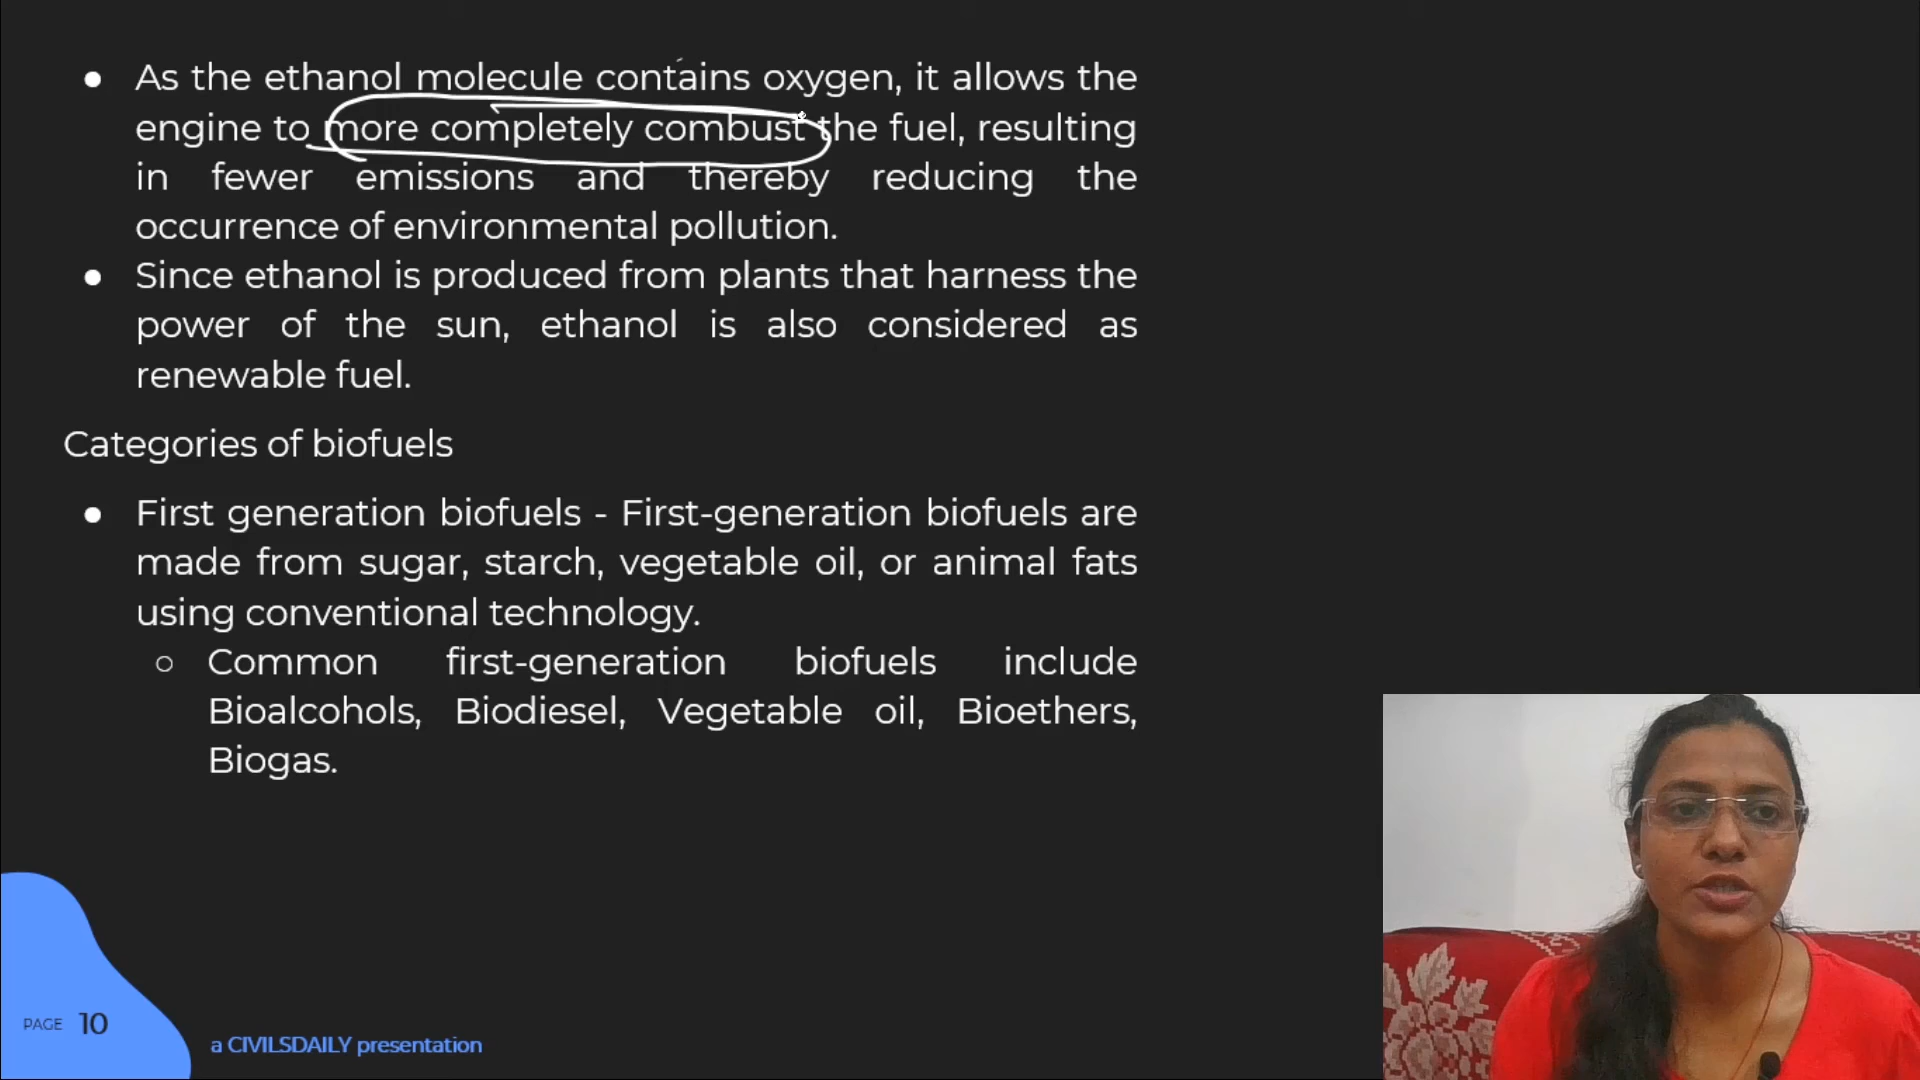 As the ethanol molecule contains oxygen, it allows the
engine to more completely combust the fuel, resulting
in fewer emissions and thereby reducing the
occurrence of environmental pollution.
Since ethanol is produced from plants that harness the
power of the sun, ethanol is also considered as
renewable fuel.
Categories of biofuels
First generation biofuels - First-generation biofuels are
made from sugar, starch, vegetable oil, or animal fats
using conventional technology.
Common first-generation biofuels include
Bioalcohols, Biodiesel, Vegetable oil, Bioethers,
Biogas.
PAGE 10
a CIVILSDAILY presentation